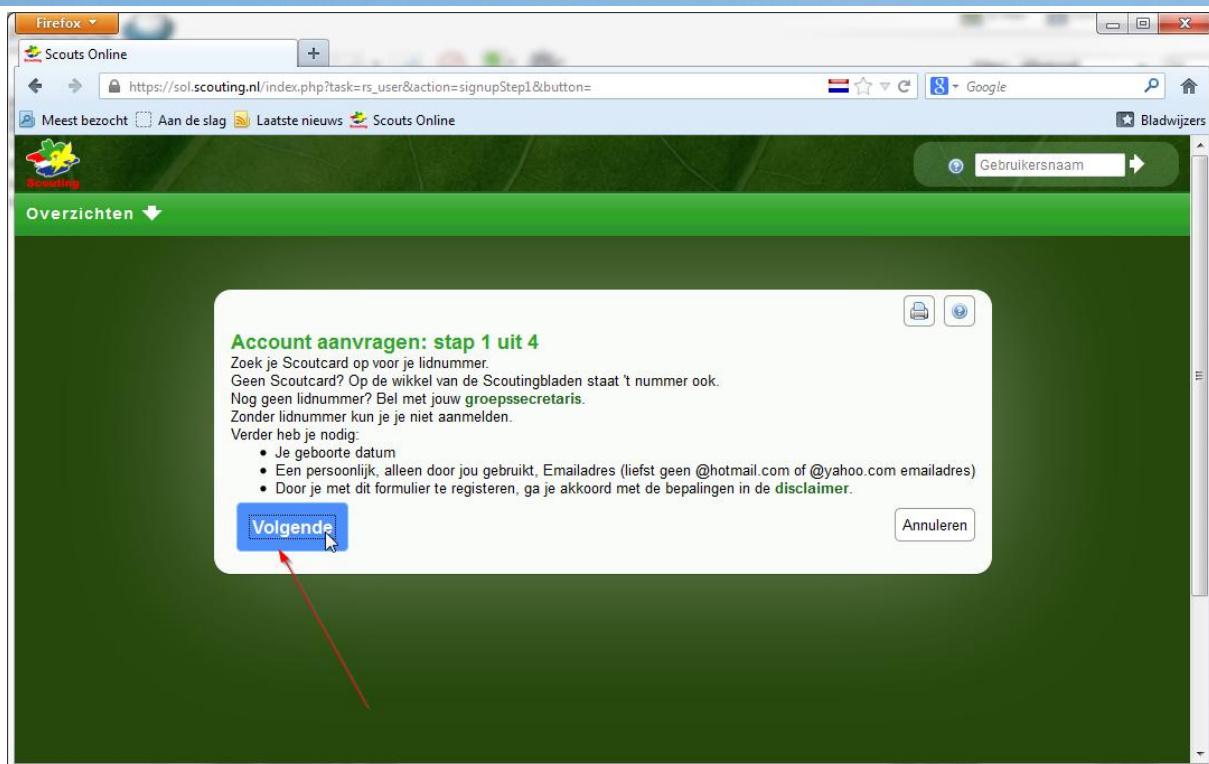 Firefox
Scouts Online
https://sol.scouting.nl/index.php?task=rs_user&action=signupStep1&button=
Google
Meest bezocht Aan de slag Laatste nieuws Scouts Online Bladwijzers
Scouting
Gebruikersnaam
Overzichten
Account aanvragen: stap 1 uit 4
Zoek je Scoutcard op voor je lidnummer.
Geen Scoutcard? Op de wikkel van de Scoutingbladen staat 't nummer ook.
Nog geen lidnummer? Bel met jouw groepssecretaris.
Zonder lidnummer kun je je niet aanmelden.
Verder heb je nodig:
Je geboorte datum
Een persoonlijk, alleen door jou gebruikt, Emailadres (liefst geen @hotmail.com of @yahoo.com emailadres)
Door je met dit formulier te registeren, ga je akkoord met de bepalingen in de disclaimer.
Volgende
Annuleren